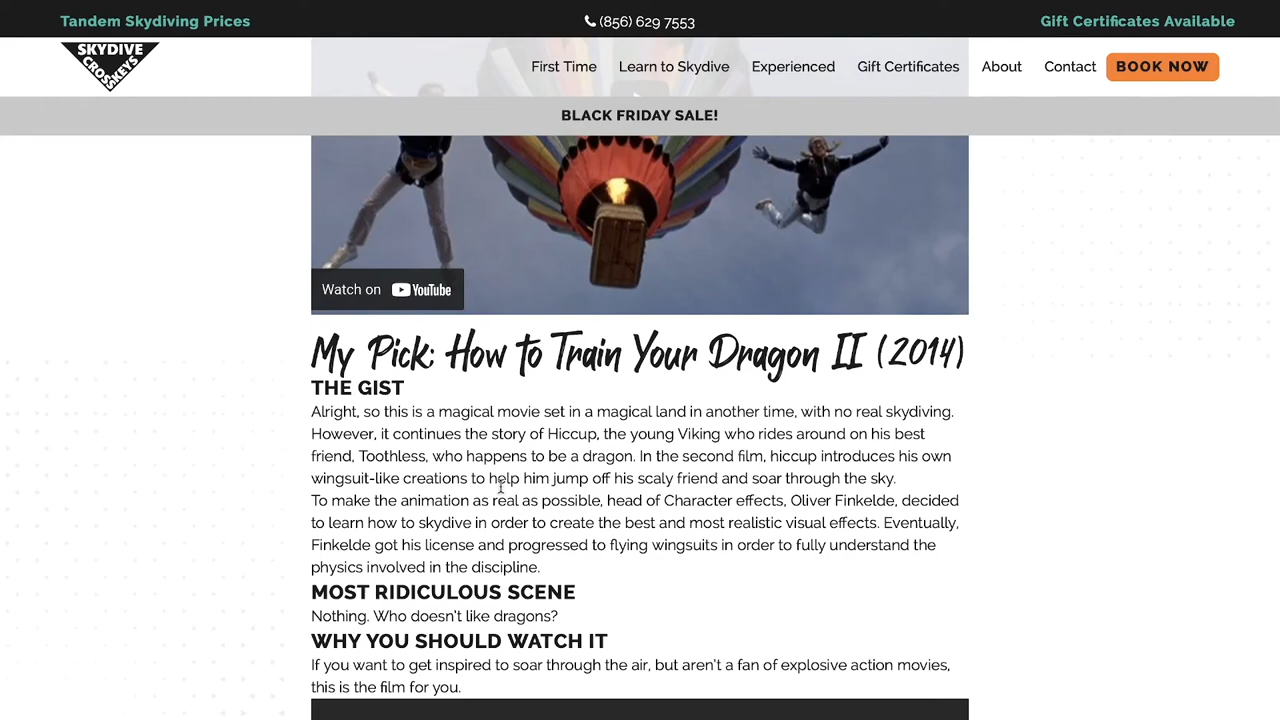 Tandem Skydiving Prices
(856) 629 7553
Gift Certificates Available
SKYDIVE
CROSSKEYS
First Time
Learn to Skydive
Experienced
Gift Certificates
About
Contact
BOOK NOW
BLACK FRIDAY SALE!
Watch on YouTube
My Pick: How to Train Your Dragon II (2014)
THE GIST
Alright, so this is a magical movie set in a magical land in another time, with no real skydiving.
However, it continues the story of Hiccup, the young Viking who rides around on his best
friend, Toothless, who happens to be a dragon. In the second film, hiccup introduces his own
wingsuit-like creations to help him jump off his scaly friend and soar through the sky.
To make the animation as real as possible, head of Character effects, Oliver Finkelde, decided
to learn how to skydive in order to create the best and most realistic visual effects. Eventually,
Finkelde got his license and progressed to flying wingsuits in order to fully understand the
physics involved in the discipline.
MOST RIDICULOUS SCENE
Nothing. Who doesn't like dragons?
WHY YOU SHOULD WATCH IT
If you want to get inspired to soar through the air, but aren't a fan of explosive action movies,
this is the film for you.